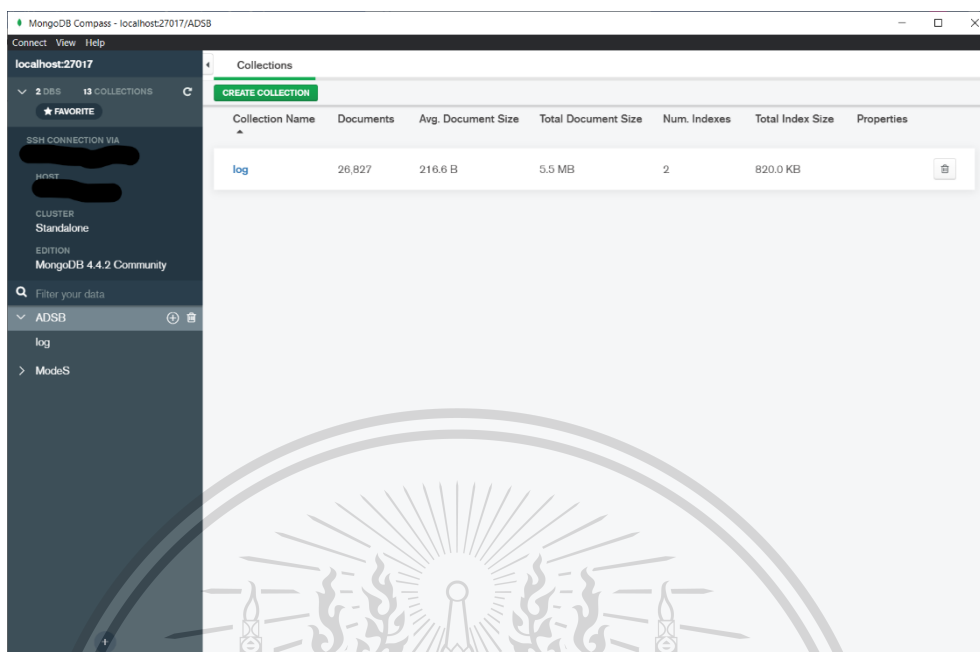 MongoDB Compass - localhost:27017/ADSB
Connect View Help
localhost:27017
2 DBS 13 COLLECTIONS
FAVORITE
SSH CONNECTION VIA
HOST
CLUSTER
Standalone
EDITION
MongoDB 4.4.2 Community
Filter your data
ADSB
log
ModeS
Collections
CREATE COLLECTION
Collection Name Documents Avg. Document Size Total Document Size Num. Indexes Total Index Size Properties
log 26,827 216.6 B 5.5 MB 2 820.0 KB